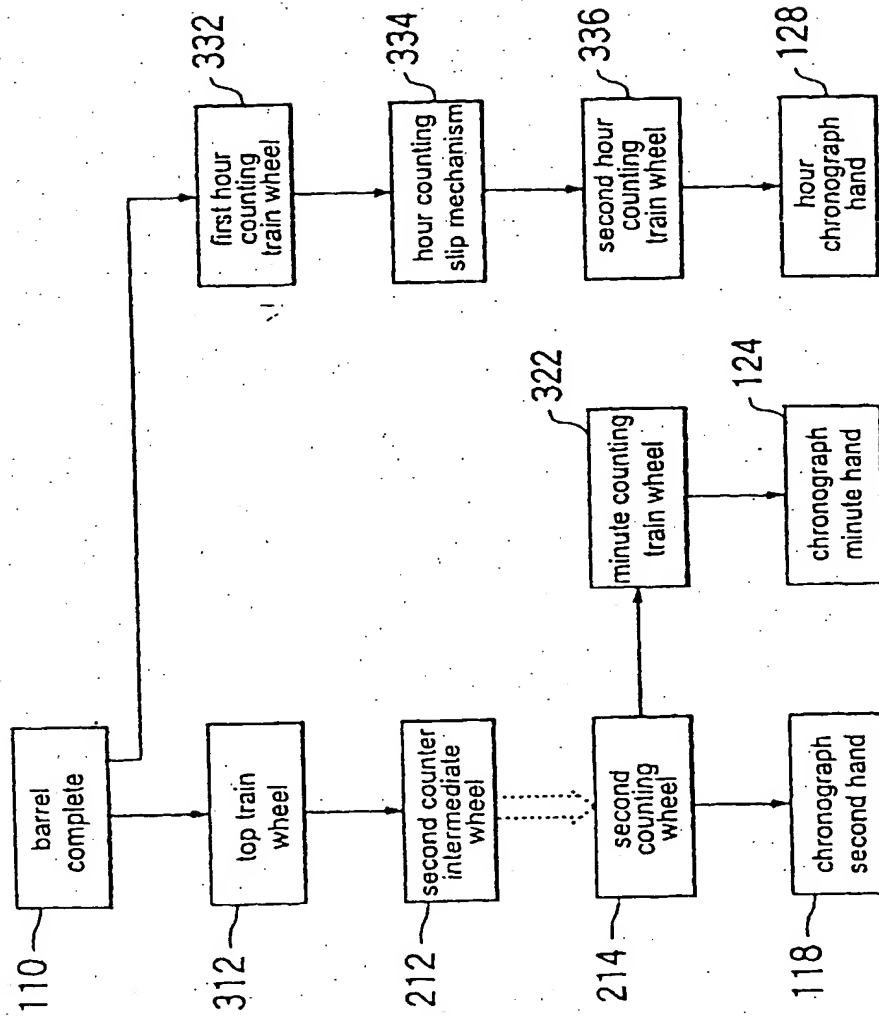 110
barrel
complete
332
first hour
counting
train wheel
312
top train
wheel
334
hour counting
slip mechanism
212
second counter
intermediate
wheel
336
second hour
counting
train wheel
214
second
counting
wheel
322
minute counting
train wheel
128
hour
chronograph
hand
118
chronograph
second hand
124
chronograph
minute hand